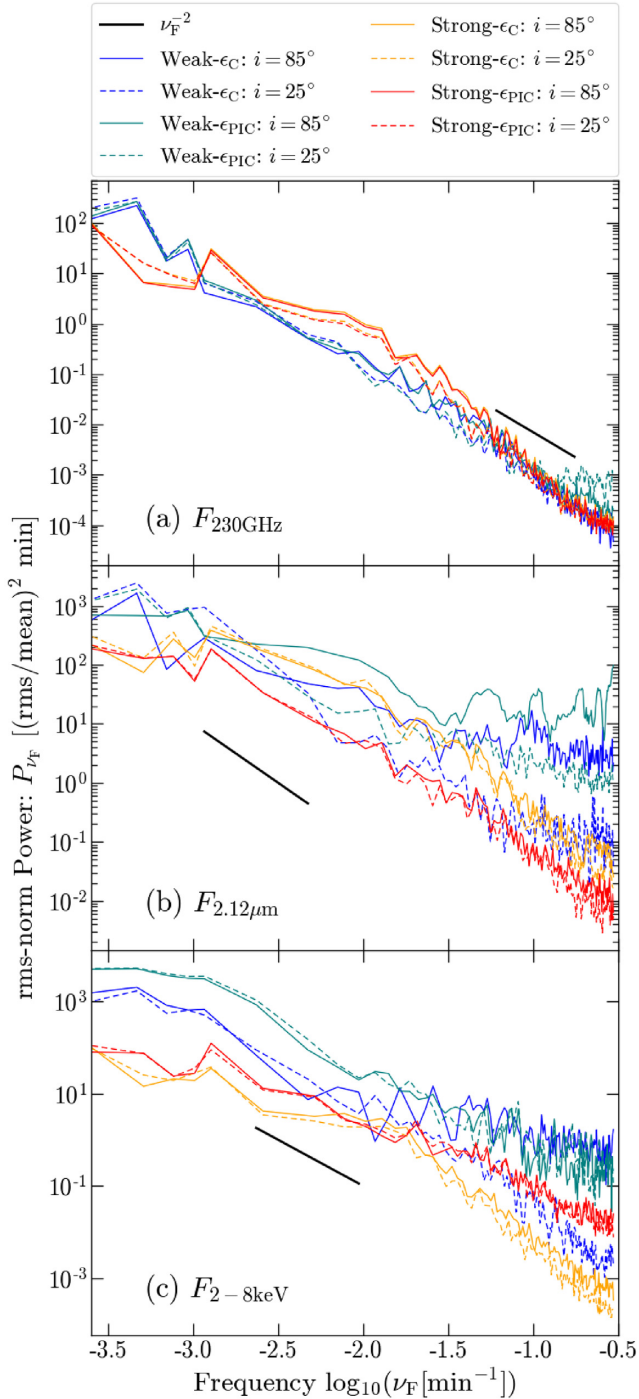 ν_F^−2
Weak-ϵ_C: i = 85°
Weak-ϵ_C: i = 25°
Weak-ϵ_PIC: i = 85°
Weak-ϵ_PIC: i = 25°
Strong-ϵ_C: i = 85°
Strong-ϵ_C: i = 25°
Strong-ϵ_PIC: i = 85°
Strong-ϵ_PIC: i = 25°
10^2
10^1
10^0
10^−1
10^−2
10^−3
10^−4
(a) F_230GHz
rms-norm Power: P_ν_F [(rms/mean)^2 min]
10^3
10^2
10^1
10^0
10^−1
10^−2
(b) F_2.12μm
10^3
10^1
10^−1
10^−3
(c) F_2−8keV
-3.5 -3.0 -2.5 -2.0 -1.5 -1.0 -0.5
Frequency log_10(ν_F[min^−1])